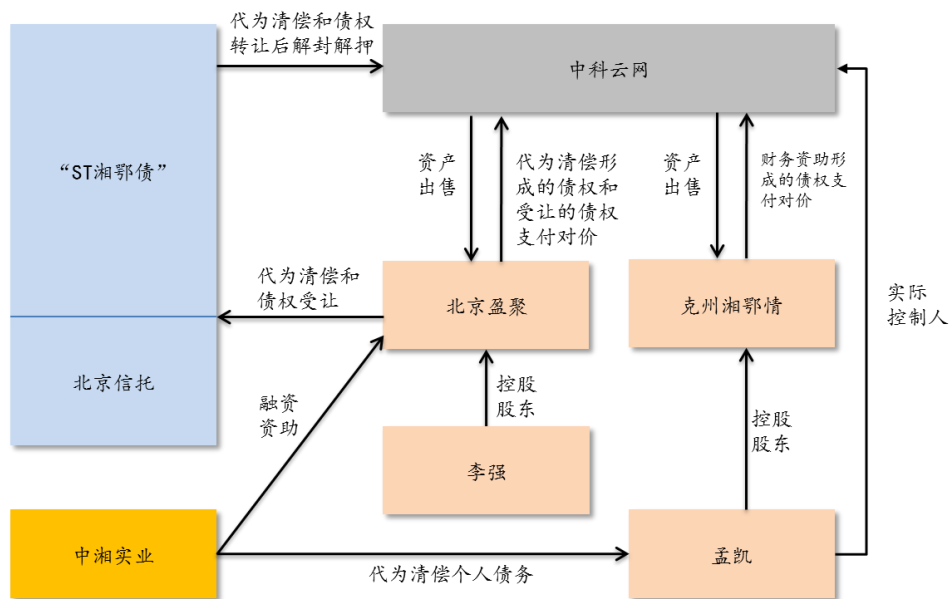 代为清偿和债权
转让后解封解押
中科云网
“ST湘鄂债”
资产
出售
代为清偿形
成的债权和
受让的债权
支付对价
资产
出售
财务资助形
成的债权支
付对价
代为清偿和
债权受让
北京盈聚
克州湘鄂情
实际
控制人
北京信托
融资
资助
控股
股东
控股
股东
李强
中湘实业
孟凯
代为清偿个人债务